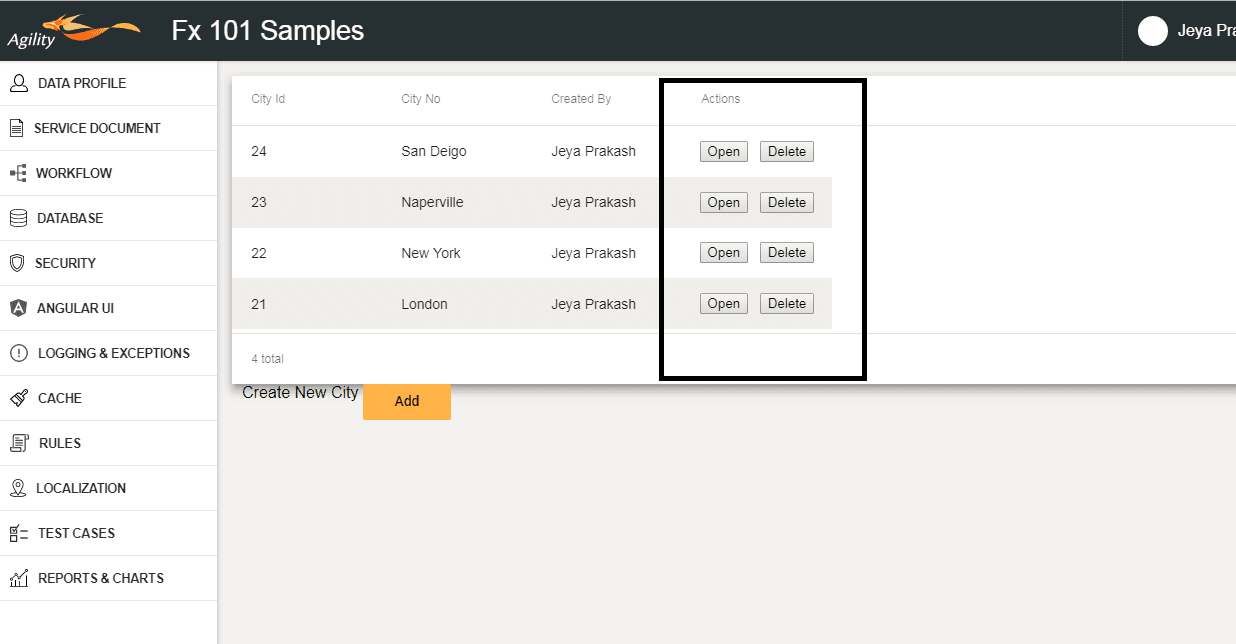 Agility
Fx 101 Samples
Jeya Pra
DATA PROFILE
SERVICE DOCUMENT
WORKFLOW
DATABASE
SECURITY
ANGULAR UI
LOGGING & EXCEPTIONS
CACHE
RULES
LOCALIZATION
TEST CASES
REPORTS & CHARTS
City Id City No Created By Actions
24 San Deigo Jeya Prakash Open Delete
23 Naperville Jeya Prakash Open Delete
22 New York Jeya Prakash Open Delete
21 London Jeya Prakash Open Delete
4 total
Create New City Add